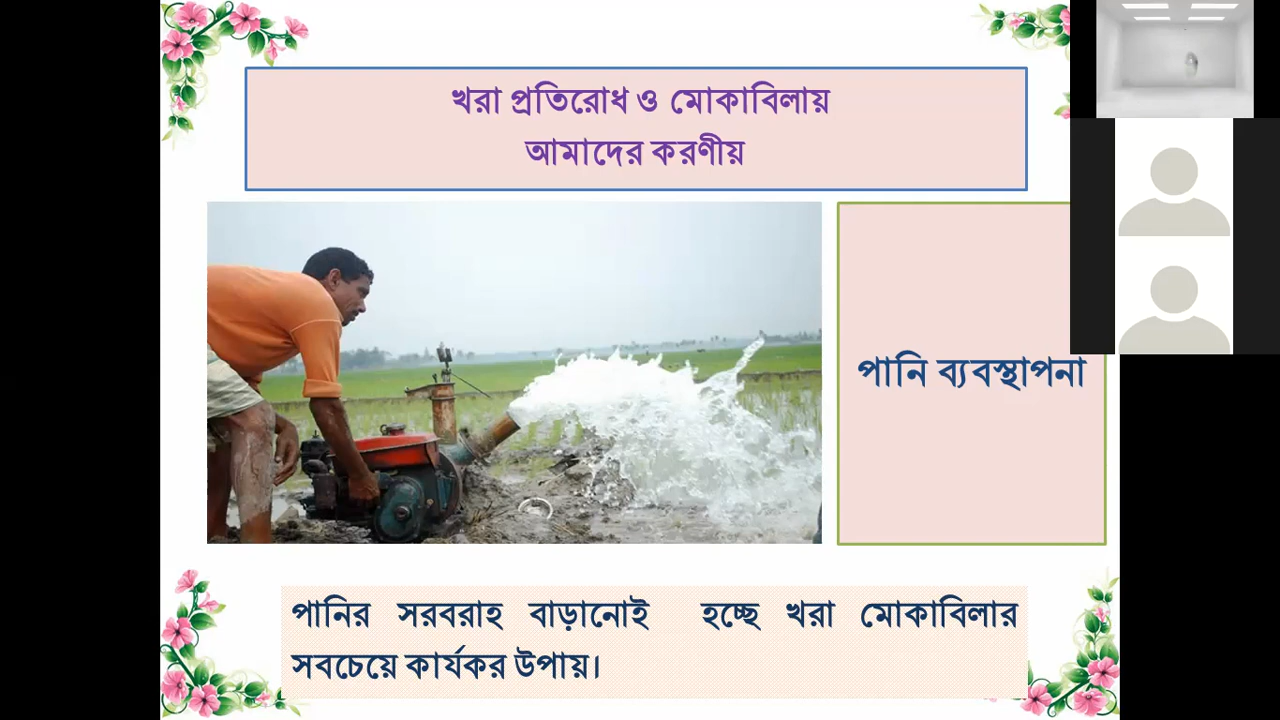 খরা প্রতিরোধ ও মোকাবিলায়
আমাদের করণীয়
পানি ব্যবস্থাপনা
পানির সরবরাহ বাড়ানোই হচ্ছে খরা মোকাবিলার
সবচেয়ে কার্যকর উপায়।